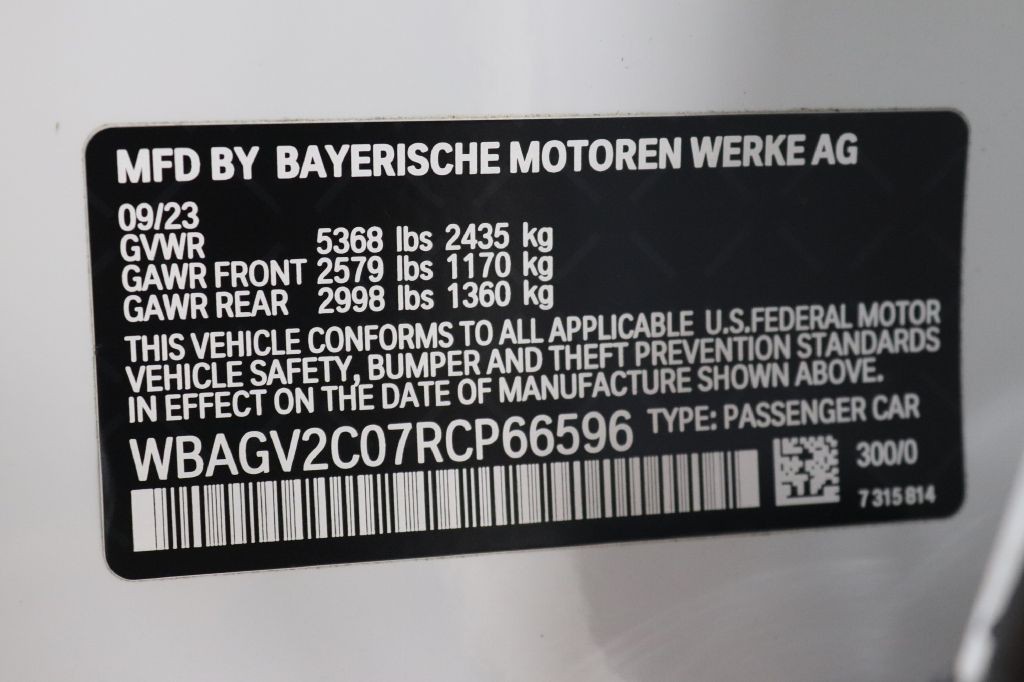 MFD BY BAYERISCHE MOTOREN WERKE AG
09/23
GVWR 5368 lbs 2435 kg
GAWR FRONT 2579 lbs 1170 kg
GAWR REAR 2998 lbs 1360 kg
THIS VEHICLE CONFORMS TO ALL APPLICABLE U.S.FEDERAL MOTOR
VEHICLE SAFETY, BUMPER AND THEFT PREVENTION STANDARDS
IN EFFECT ON THE DATE OF MANUFACTURE SHOWN ABOVE.
WBAGV2C07RCP66596 TYPE: PASSENGER CAR
300/0
7 315 814